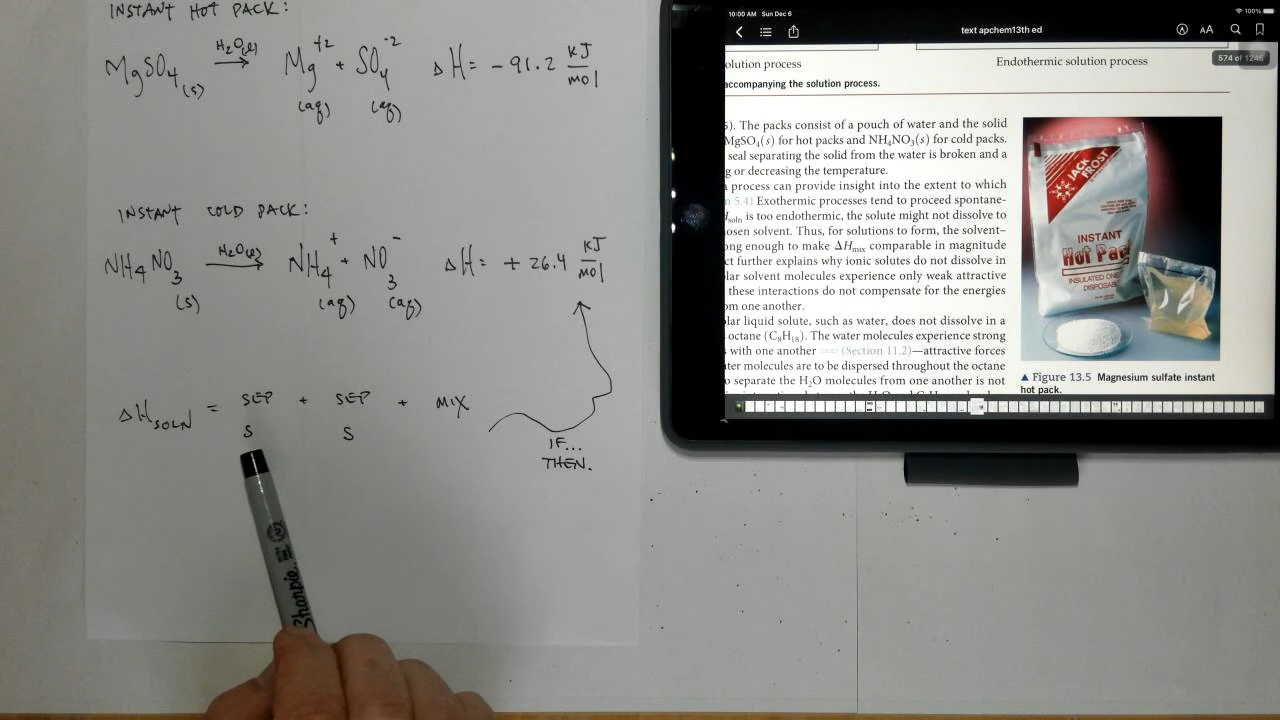 INSTANT HOT PACK:
MgSO4(s) H2O(l) → Mg+2(aq) + SO4-2(aq) ΔH = -91.2 kJ/mol
INSTANT COLD PACK:
NH4NO3(s) H2O(l) → NH4+(aq) + NO3-(aq) ΔH = +26.4 kJ/mol
ΔHSOLN = SEP + SEP + MIX
S S
IF...
THEN.
Sharpie
10:00 AM Sun Dec 6
100%
text apchem13th ed
AA
574 of 1246
olution process
Endothermic solution process
accompanying the solution process.
). The packs consist of a pouch of water and the solid
MgSO4(s) for hot packs and NH4NO3(s) for cold packs.
seal separating the solid from the water is broken and a
g or decreasing the temperature.
process can provide insight into the extent to which
5.4) Exothermic processes tend to proceed spontane-
soln is too endothermic, the solute might not dissolve to
osen solvent. Thus, for solutions to form, the solvent–
ong enough to make ΔHmix comparable in magnitude
ct further explains why ionic solutes do not dissolve in
lar solvent molecules experience only weak attractive
these interactions do not compensate for the energies
om one another.
lar liquid solute, such as water, does not dissolve in a
octane (C8H18). The water molecules experience strong
with one another (Section 11.2)—attractive forces
ter molecules are to be dispersed throughout the octane
o separate the H2O molecules from one another is not
JACK FROST
INSTANT
Hot Pac
INSULATED ONE
DISPOSABLE
▲ Figure 13.5 Magnesium sulfate instant
hot pack.